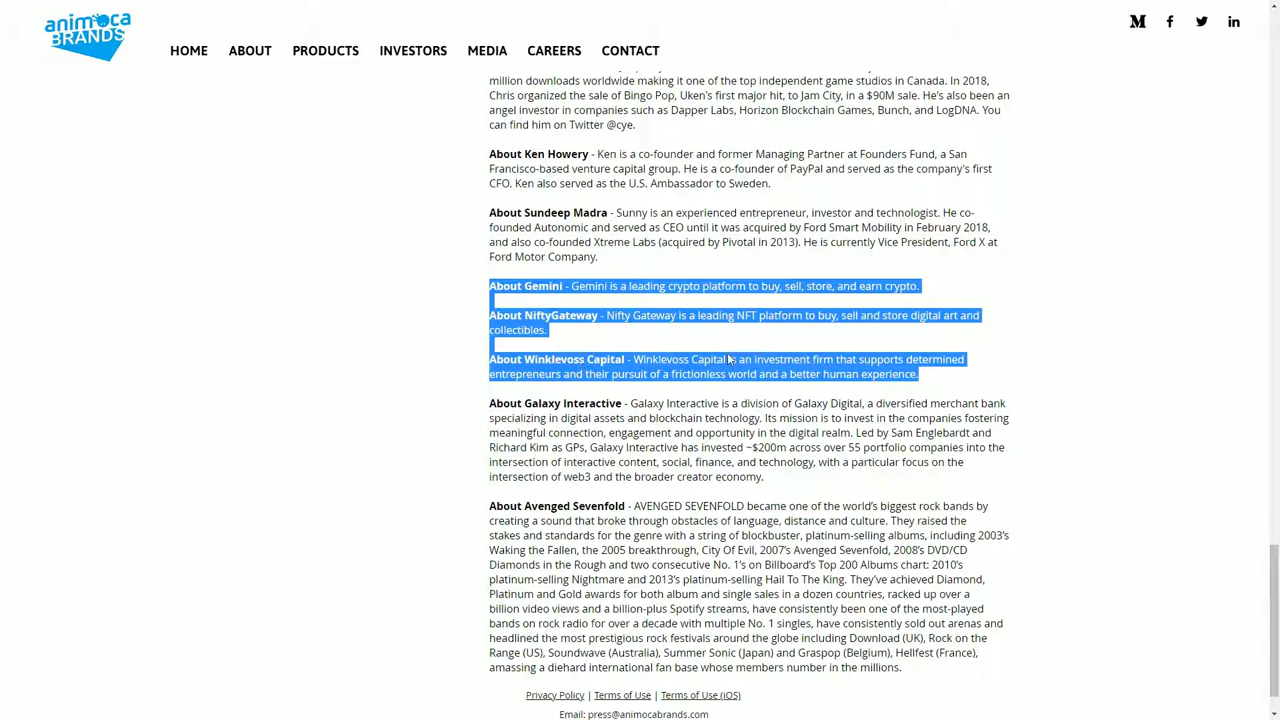 animoca
BRANDS
HOME ABOUT PRODUCTS INVESTORS MEDIA CAREERS CONTACT
million downloads worldwide making it one of the top independent game studios in Canada. In 2018,
Chris organized the sale of Bingo Pop, Uken's first major hit, to Jam City, in a $90M sale. He's also been an
angel investor in companies such as Dapper Labs, Horizon Blockchain Games, Bunch, and LogDNA. You
can find him on Twitter @cye.
About Ken Howery - Ken is a co-founder and former Managing Partner at Founders Fund, a San
Francisco-based venture capital group. He is a co-founder of PayPal and served as the company's first
CFO. Ken also served as the U.S. Ambassador to Sweden.
About Sundeep Madra - Sunny is an experienced entrepreneur, investor and technologist. He co-
founded Autonomic and served as CEO until it was acquired by Ford Smart Mobility in February 2018,
and also co-founded Xtreme Labs (acquired by Pivotal in 2013). He is currently Vice President, Ford X at
Ford Motor Company.
About Gemini - Gemini is a leading crypto platform to buy, sell, store, and earn crypto.
About NiftyGateway - Nifty Gateway is a leading NFT platform to buy, sell and store digital art and
collectibles.
About Winklevoss Capital - Winklevoss Capital is an investment firm that supports determined
entrepreneurs and their pursuit of a frictionless world and a better human experience.
About Galaxy Interactive - Galaxy Interactive is a division of Galaxy Digital, a diversified merchant bank
specializing in digital assets and blockchain technology. Its mission is to invest in the companies fostering
meaningful connection, engagement and opportunity in the digital realm. Led by Sam Englebardt and
Richard Kim as GPs, Galaxy Interactive has invested ~$200m across over 55 portfolio companies into the
intersection of interactive content, social, finance, and technology, with a particular focus on the
intersection of web3 and the broader creator economy.
About Avenged Sevenfold - AVENGED SEVENFOLD became one of the world's biggest rock bands by
creating a sound that broke through obstacles of language, distance and culture. They raised the
stakes and standards for the genre with a string of blockbuster, platinum-selling albums, including 2003's
Waking the Fallen, the 2005 breakthrough, City Of Evil, 2007's Avenged Sevenfold, 2008's DVD/CD
Diamonds in the Rough and two consecutive No. 1's on Billboard's Top 200 Albums chart: 2010's
platinum-selling Nightmare and 2013's platinum-selling Hail To The King. They've achieved Diamond,
Platinum and Gold awards for both album and single sales in a dozen countries, racked up over a
billion video views and a billion-plus Spotify streams, have consistently been one of the most-played
bands on rock radio for over a decade with multiple No. 1 singles, have consistently sold out arenas and
headlined the most prestigious rock festivals around the globe including Download (UK), Rock on the
Range (US), Soundwave (Australia), Summer Sonic (Japan) and Graspop (Belgium), Hellfest (France),
amassing a diehard international fan base whose members number in the millions.
Privacy Policy | Terms of Use | Terms of Use (iOS)
Email: press@animocabrands.com